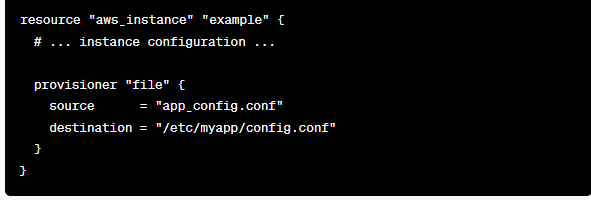 resource "aws_instance" "example" {
  # ... instance configuration ...

  provisioner "file" {
    source      = "app_config.conf"
    destination = "/etc/myapp/config.conf"
  }
}